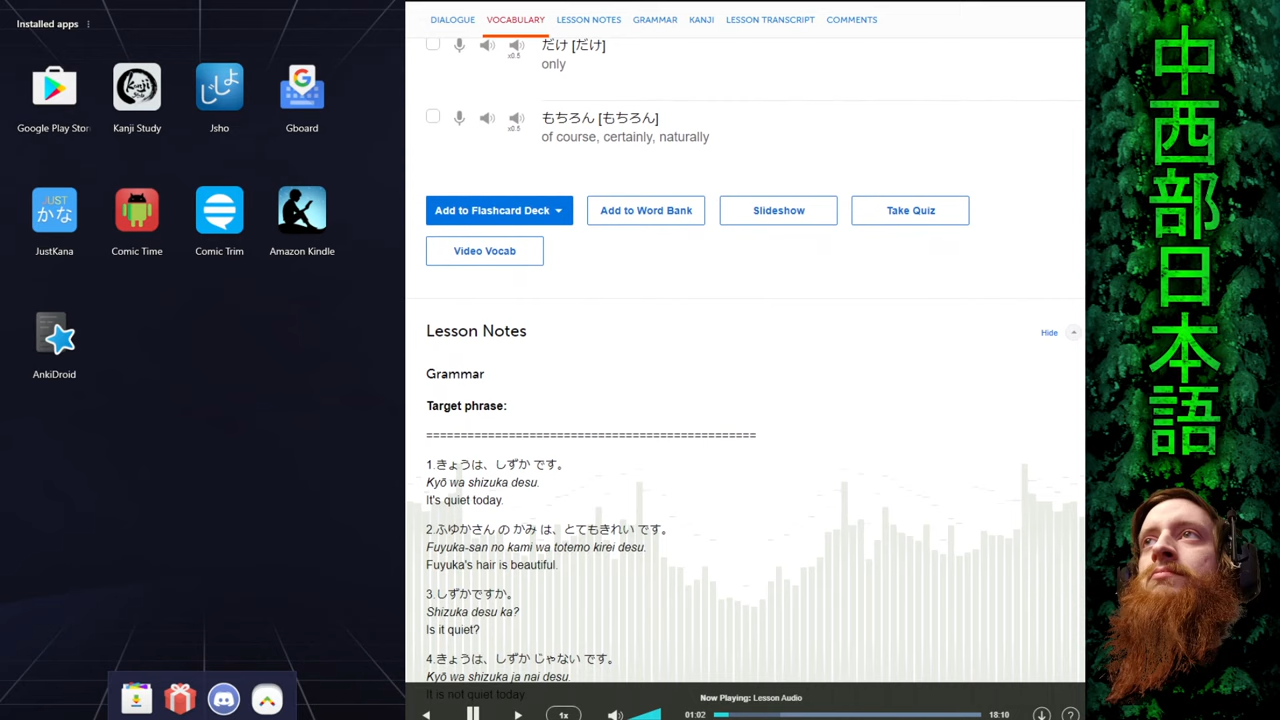 Installed apps
Google Play Stor
Kanji Study
Jsho
Gboard
JUST
かな
JustKana
Comic Time
Comic Trim
Amazon Kindle
AnkiDroid
DIALOGUE
VOCABULARY
LESSON NOTES
GRAMMAR
KANJI
LESSON TRANSCRIPT
COMMENTS
x0.5
だけ [だけ]
only
x0.5
もちろん [もちろん]
of course, certainly, naturally
Add to Flashcard Deck
Add to Word Bank
Slideshow
Take Quiz
Video Vocab
Lesson Notes
Hide
Grammar
Target phrase:
================================================
1.きょうは、しずか です。
Kyō wa shizuka desu.
It's quiet today.
2.ふゆかさん の かみ は、とてもきれい です。
Fuyuka-san no kami wa totemo kirei desu.
Fuyuka's hair is beautiful.
3.しずかですか。
Shizuka desu ka?
Is it quiet?
4.きょうは、しずか じゃない です。
Kyō wa shizuka ja nai desu.
It is not quiet today.
Now Playing: Lesson Audio
1x
01:02
18:10
?
中西部日本語